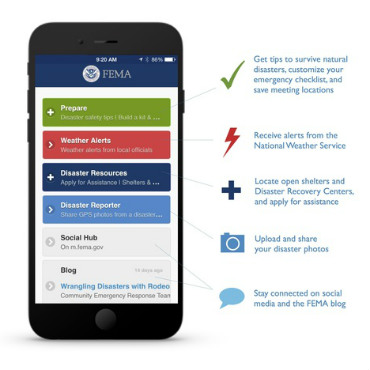 9:20 AM 86%
FEMA
Prepare
Disaster safety tips | Build a kit & ...
Weather Alerts
Weather alerts from local officials
Disaster Resources
Apply for Assistance | Shelters & ...
Disaster Reporter
Share GPS photos from a disaster...
Social Hub
On m.fema.gov
Blog 14 days ago
Wrangling Disasters with Rodeo
Community Emergency Response Team
Get tips to survive natural
disasters, customize your
emergency checklist, and
save meeting locations
Receive alerts from the
National Weather Service
Locate open shelters and
Disaster Recovery Centers,
and apply for assistance
Upload and share
your disaster photos
Stay connected on social
media and the FEMA blog